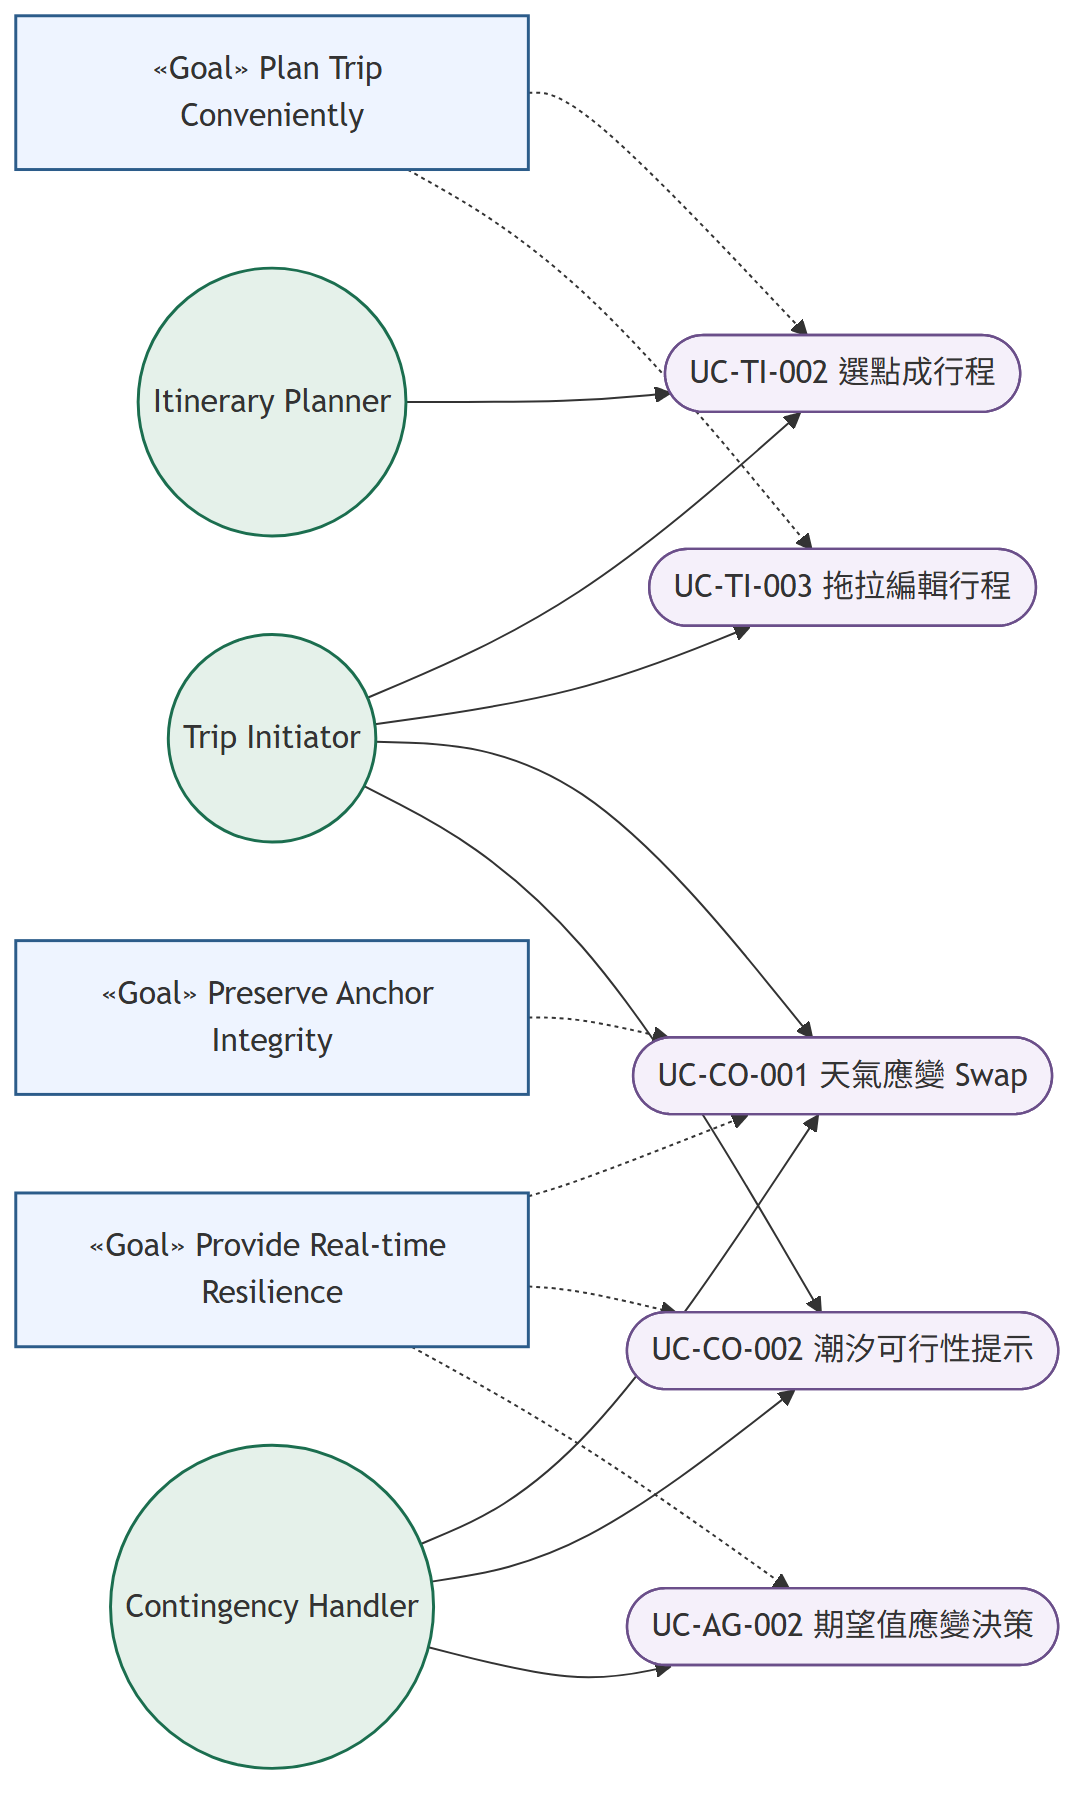 «Goal» Plan Trip
Conveniently
Itinerary Planner
UC-TI-002 選點成行程
UC-TI-003 拖拉編輯行程
Trip Initiator
«Goal» Preserve Anchor
Integrity
UC-CO-001 天氣應變 Swap
«Goal» Provide Real-time
Resilience
UC-CO-002 潮汐可行性提示
Contingency Handler
UC-AG-002 期望值應變決策